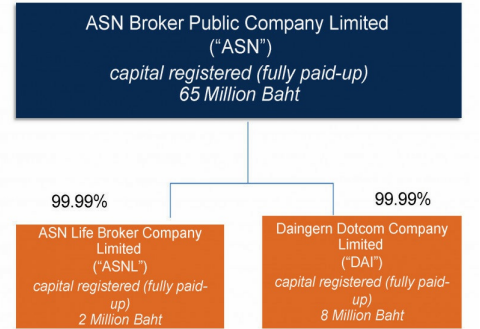 ASN Broker Public Company Limited
(“ASN”)
capital registered (fully paid-up)
65 Million Baht
99.99%
99.99%
ASN Life Broker Company
Limited
(“ASNL”)
capital registered (fully paid-
up)
2 Million Baht
Daingern Dotcom Company
Limited
(“DAI”)
capital registered (fully paid-
up)
8 Million Baht